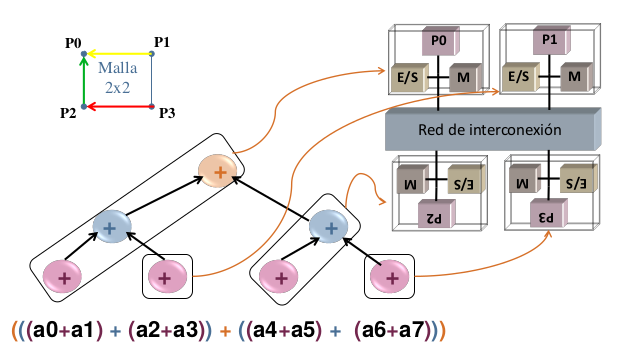 P0 P1
Malla
2x2
P2 P3
P0 P1
E/S M E/S M
Red de interconexión
M E/S M E/S
P2 P3
+
+ +
+ + + +
(((a0+a1) + (a2+a3)) + ((a4+a5) + (a6+a7)))